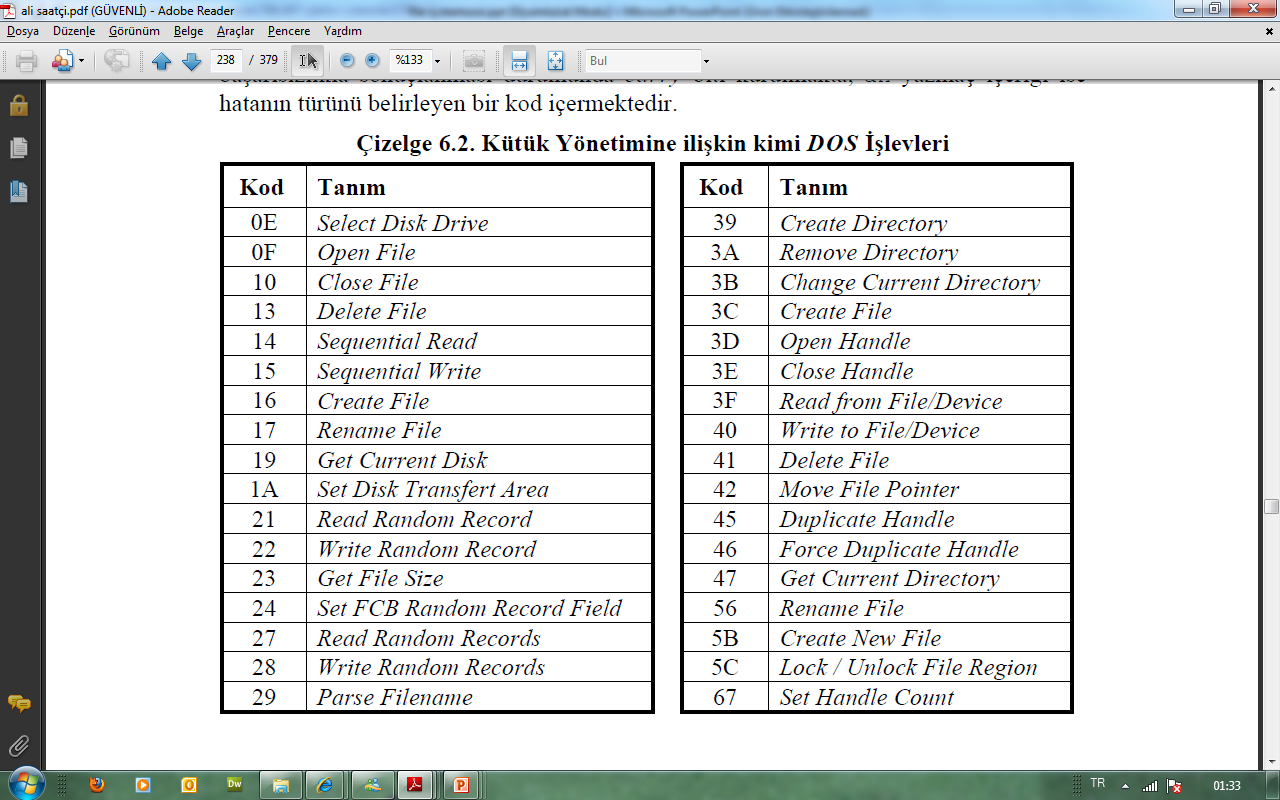 ali saatçi.pdf (GÜVENLİ) - Adobe Reader
Dosya Düzenle Görünüm Belge Araçlar Pencere Yardım
238 / 379 %133 Bul
hatanın türünü belirleyen bir kod içermektedir.
Çizelge 6.2. Kütük Yönetimine ilişkin kimi DOS İşlevleri
Kod Tanım
0E Select Disk Drive
0F Open File
10 Close File
13 Delete File
14 Sequential Read
15 Sequential Write
16 Create File
17 Rename File
19 Get Current Disk
1A Set Disk Transfert Area
21 Read Random Record
22 Write Random Record
23 Get File Size
24 Set FCB Random Record Field
27 Read Random Records
28 Write Random Records
29 Parse Filename
Kod Tanım
39 Create Directory
3A Remove Directory
3B Change Current Directory
3C Create File
3D Open Handle
3E Close Handle
3F Read from File/Device
40 Write to File/Device
41 Delete File
42 Move File Pointer
45 Duplicate Handle
46 Force Duplicate Handle
47 Get Current Directory
56 Rename File
5B Create New File
5C Lock / Unlock File Region
67 Set Handle Count
Dw TR 01:33